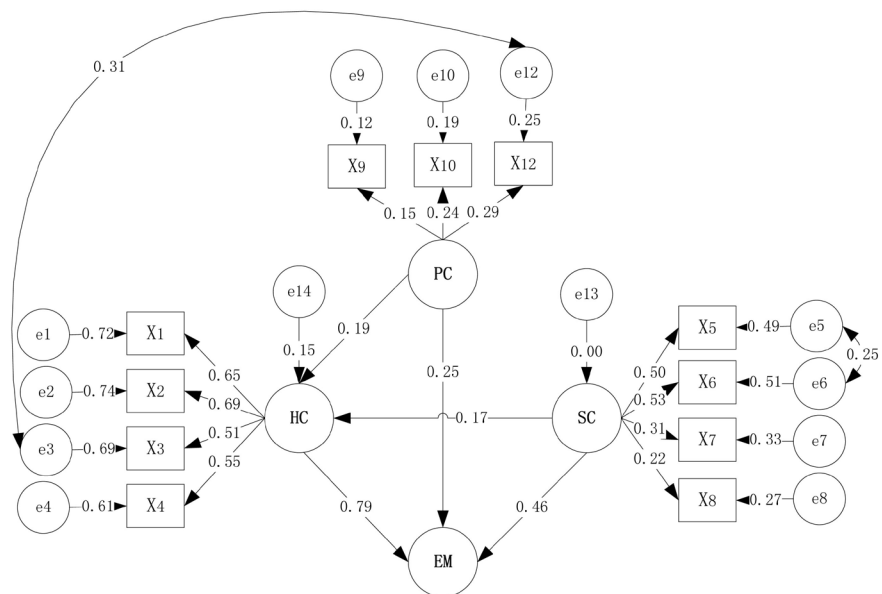 0.31
e9
e10
e12
0.12
0.19
0.25
X9
X10
X12
0.15
0.24
0.29
PC
e14
e13
0.19
e1
0.72
X1
0.15
0.00
X5
0.49
e5
0.25
0.65
0.25
0.50
e2
0.74
X2
0.69
0.53
X6
0.51
e6
HC
0.17
SC
e3
0.69
X3
0.51
0.31
X7
0.33
e7
0.55
0.22
e4
0.61
X4
X8
0.27
e8
0.79
0.46
EM